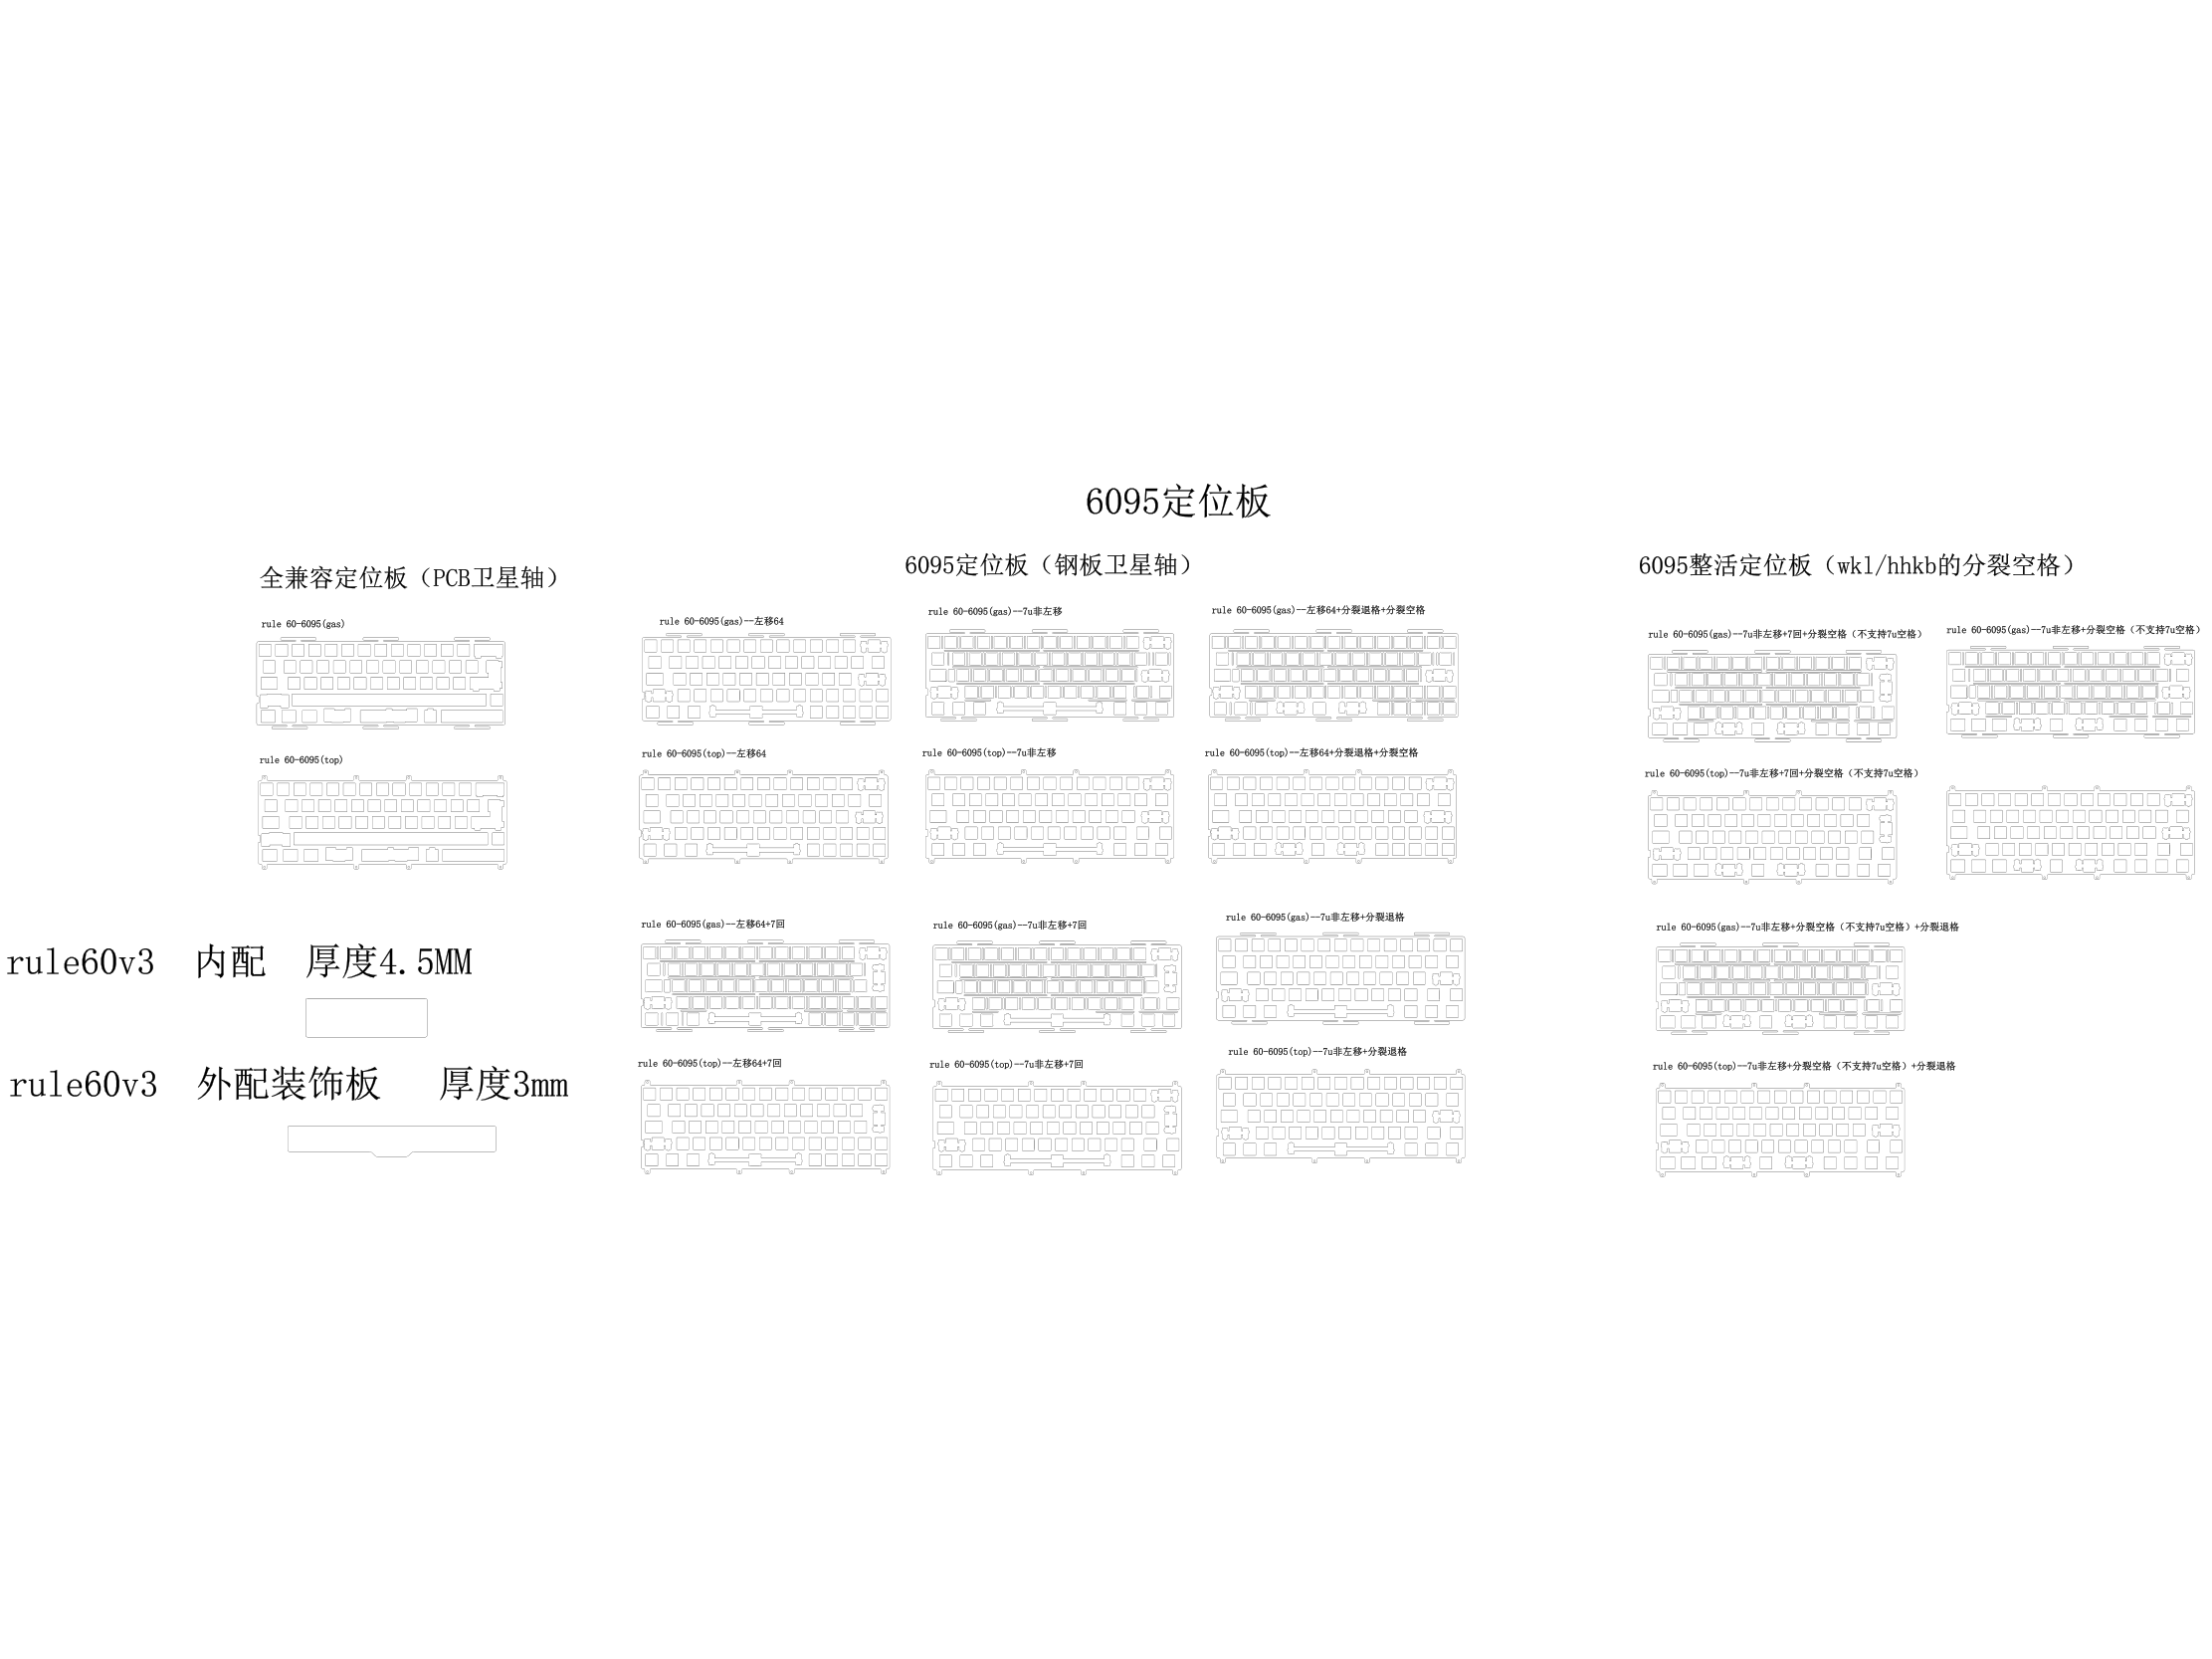 6095定位板
全兼容定位板（PCB卫星轴）
rule 60-6095(gas)
rule 60-6095(top)
rule60v3 内配 厚度4.5MM
rule60v3 外配装饰板 厚度3mm
6095定位板（钢板卫星轴）
rule 60-6095(gas)--左移64
rule 60-6095(gas)--7u非左移
rule 60-6095(gas)--左移64+分裂退格+分裂空格
rule 60-6095(top)--左移64
rule 60-6095(top)--7u非左移
rule 60-6095(top)--左移64+分裂退格+分裂空格
rule 60-6095(gas)--左移64+7回
rule 60-6095(gas)--7u非左移+7回
rule 60-6095(gas)--7u非左移+分裂退格
rule 60-6095(top)--左移64+7回
rule 60-6095(top)--7u非左移+7回
rule 60-6095(top)--7u非左移+分裂退格
6095整活定位板（wkl/hhkb的分裂空格）
rule 60-6095(gas)--7u非左移+7回+分裂空格（不支持7u空格）
rule 60-6095(gas)--7u非左移+分裂空格（不支持7u空格）
rule 60-6095(top)--7u非左移+7回+分裂空格（不支持7u空格）
rule 60-6095(gas)--7u非左移+分裂空格（不支持7u空格）+分裂退格
rule 60-6095(top)--7u非左移+分裂空格（不支持7u空格）+分裂退格